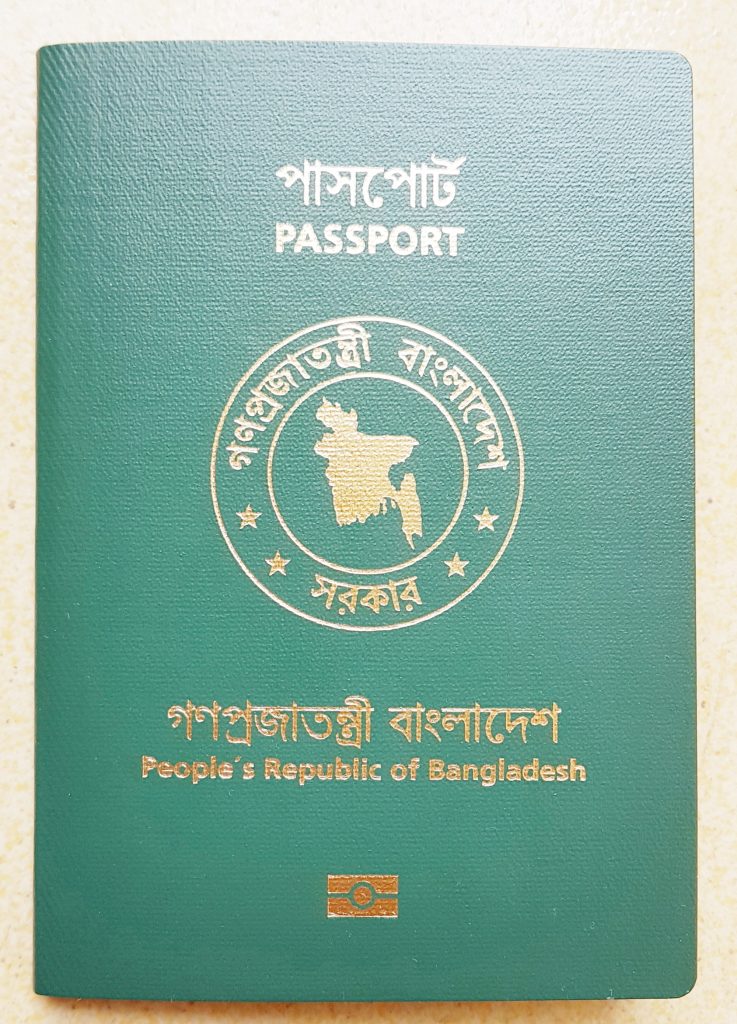 পাসপোর্ট
PASSPORT
গণপ্রজাতন্ত্রী বাংলাদেশ
সরকার
গণপ্রজাতন্ত্রী বাংলাদেশ
People´s Republic of Bangladesh